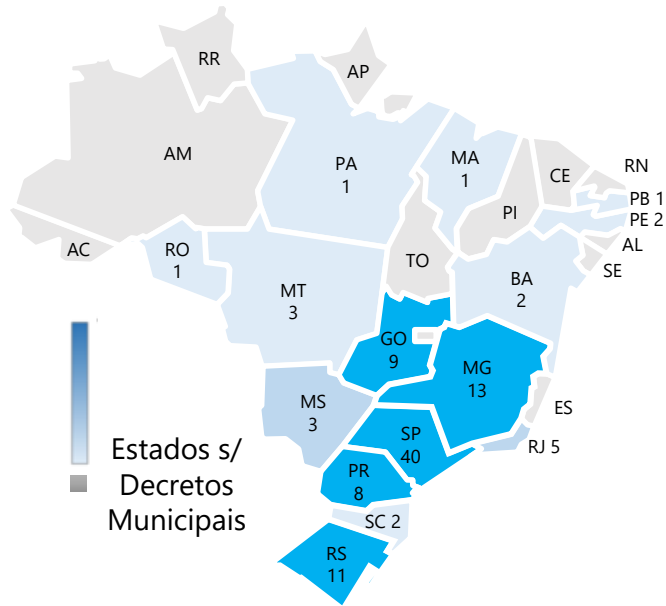 RR
AP
AM
PA
1
MA
1
CE
RN
PB 1
PI
PE 2
AL
SE
AC
RO
1
TO
BA
2
MT
3
GO
9
MG
13
ES
MS
3
SP
40
RJ 5
PR
8
SC 2
RS
11
Estados s/
Decretos
Municipais